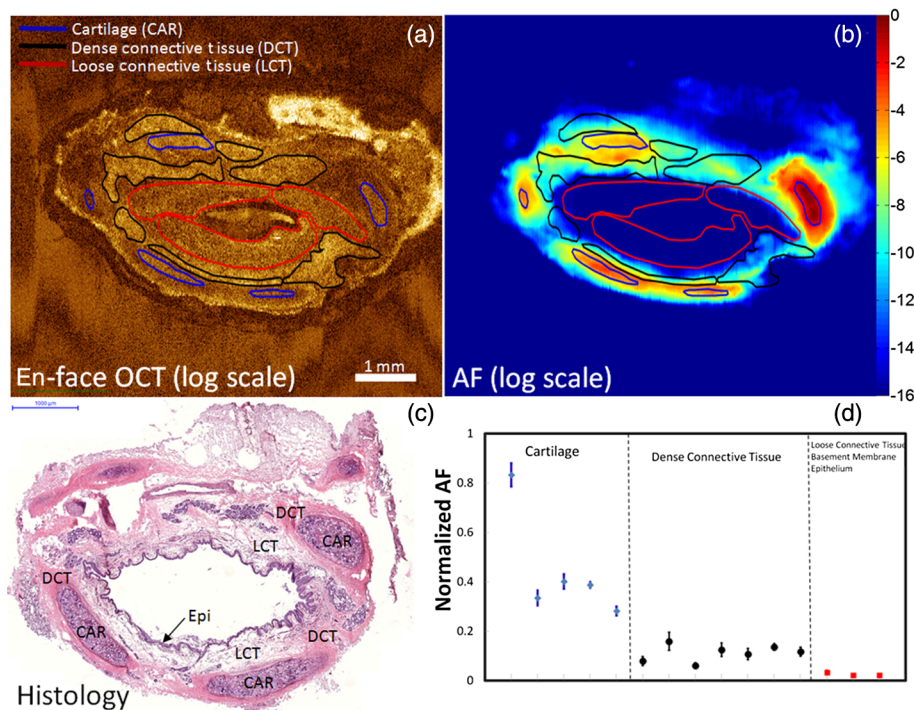 Cartilage (CAR)
Dense connective tissue (DCT)
Loose connective tissue (LCT)
(a)
En-face OCT (log scale)
1 mm
(b)
AF (log scale)
0
-2
-4
-6
-8
-10
-12
-14
-16
1000 µm
(c)
DCT
CAR
LCT
DCT
Epi
DCT
CAR
LCT
CAR
Histology
(d)
Normalized AF
1
0.8
0.6
0.4
0.2
0
Cartilage
Dense Connective Tissue
Loose Connective Tissue
Basement Membrane
Epithelium